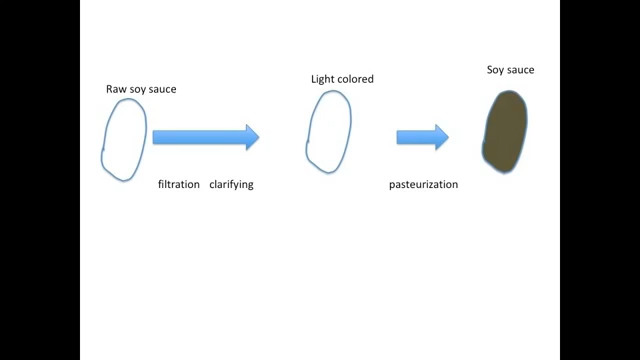 Raw soy sauce
Light colored
Soy sauce
filtration clarifying
pasteurization